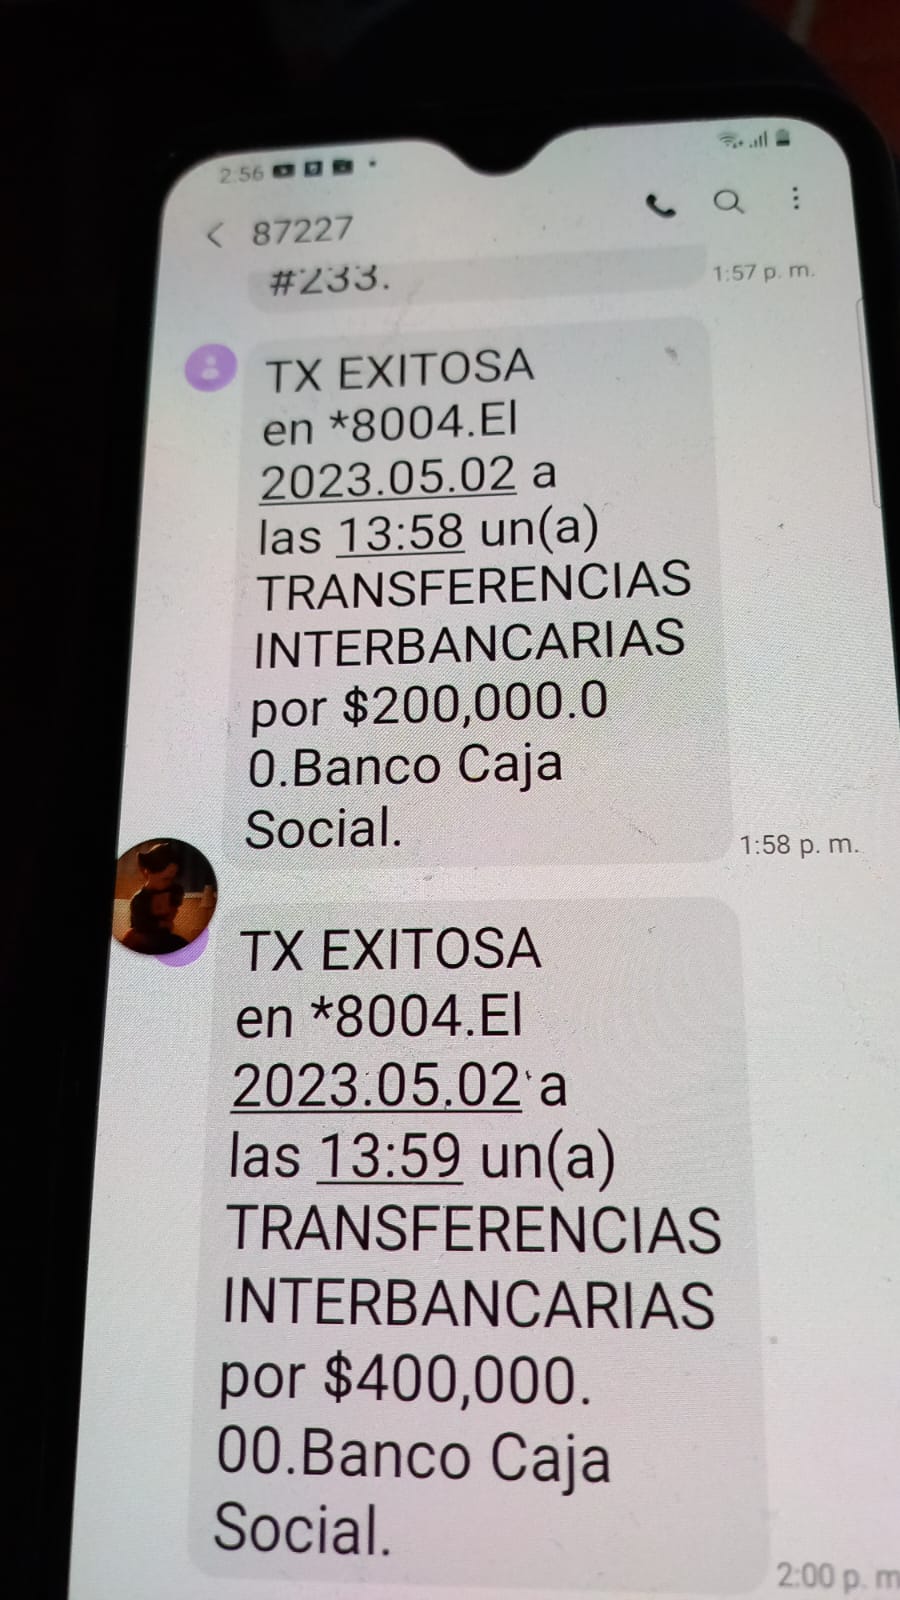 2:56
87227
#233.
1:57 p. m.
TX EXITOSA
en *8004.El
2023.05.02 a
las 13:58 un(a)
TRANSFERENCIAS
INTERBANCARIAS
por $200,000.0
0.Banco Caja
Social.
1:58 p. m.
TX EXITOSA
en *8004.El
2023.05.02 a
las 13:59 un(a)
TRANSFERENCIAS
INTERBANCARIAS
por $400,000.
00.Banco Caja
Social.
2:00 p. m